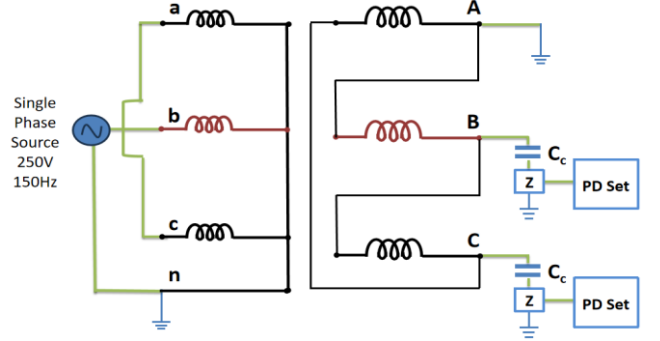 a
A
b
Single
Phase
Source
250V
150Hz
B
Cc
Z
PD Set
c
C
n
Cc
Z
PD Set